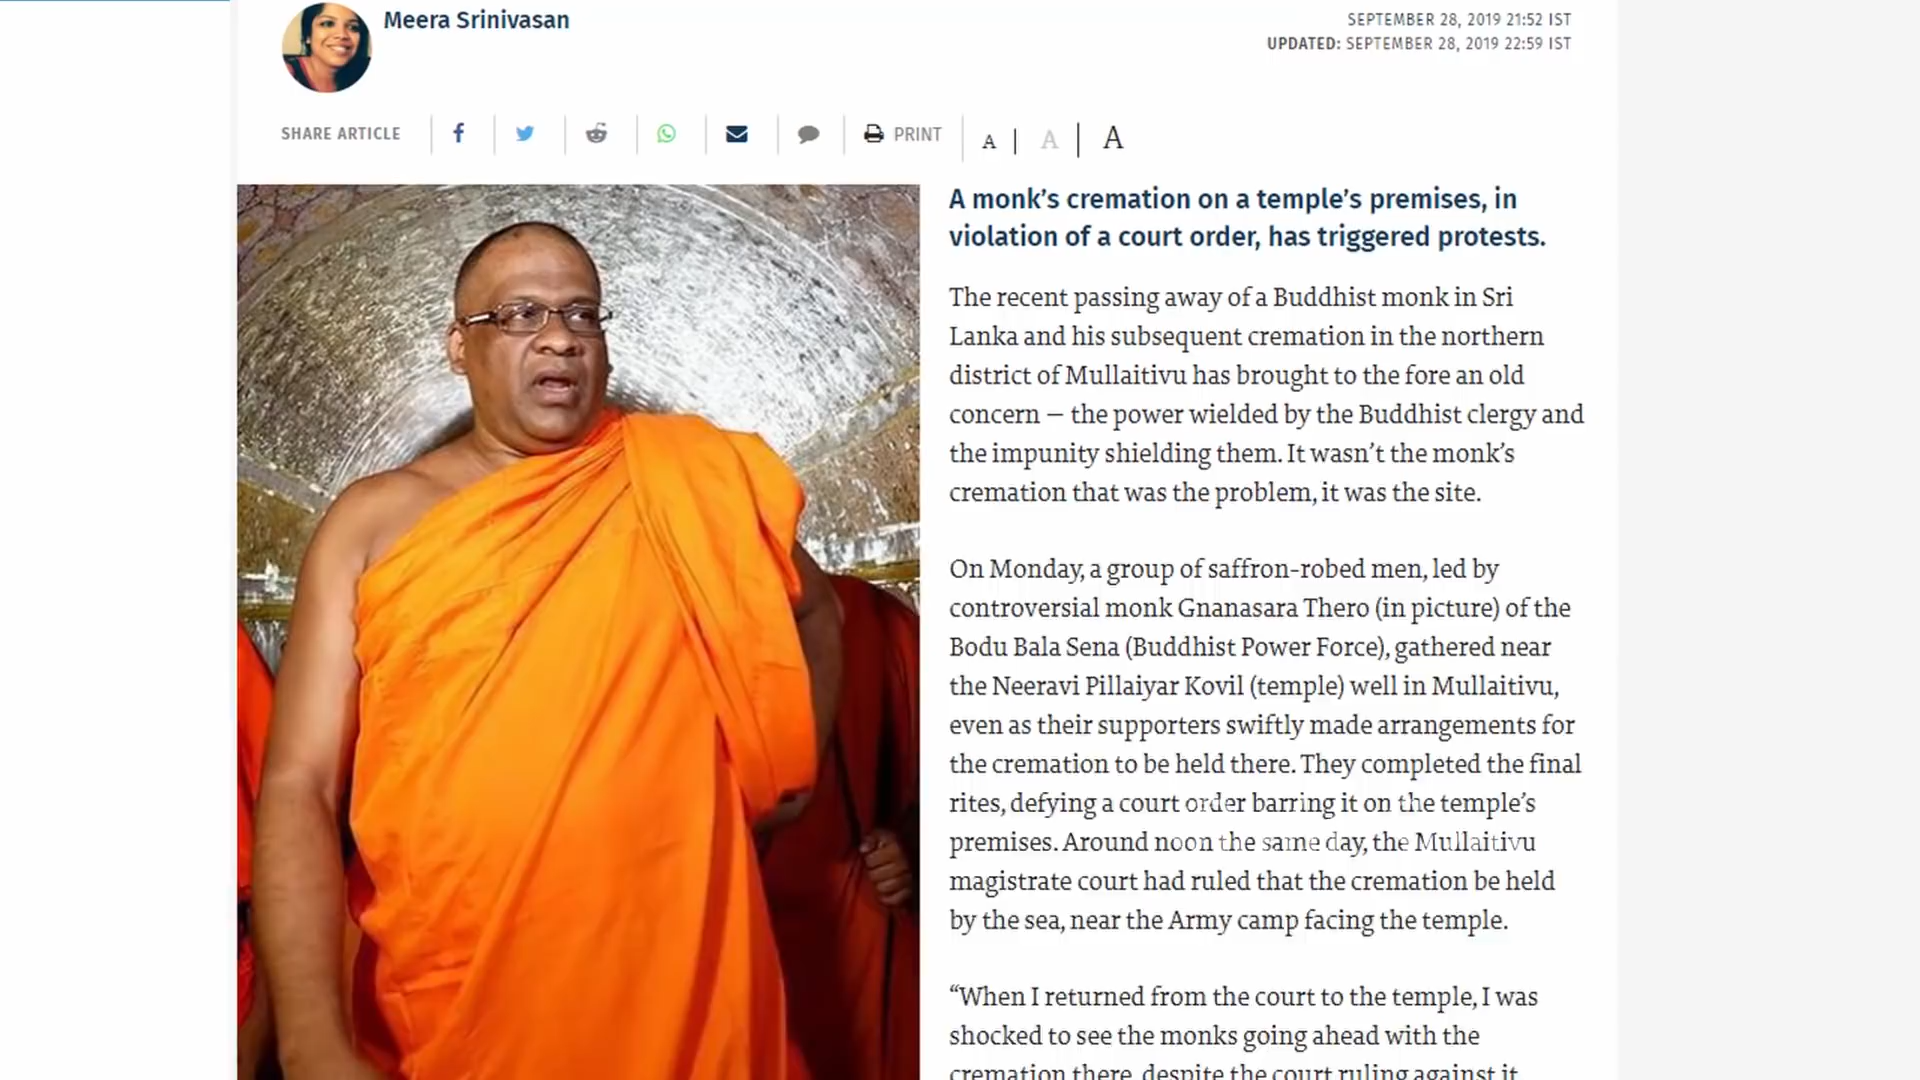 Meera Srinivasan
SEPTEMBER 28, 2019 21:52 IST
UPDATED: SEPTEMBER 28, 2019 22:59 IST
SHARE ARTICLE
PRINT
A | A | A
A monk’s cremation on a temple’s premises, in
violation of a court order, has triggered protests.
The recent passing away of a Buddhist monk in Sri
Lanka and his subsequent cremation in the northern
district of Mullaitivu has brought to the fore an old
concern — the power wielded by the Buddhist clergy and
the impunity shielding them. It wasn’t the monk’s
cremation that was the problem, it was the site.
On Monday, a group of saffron-robed men, led by
controversial monk Gnanasara Thero (in picture) of the
Bodu Bala Sena (Buddhist Power Force), gathered near
the Neeravi Pillaiyar Kovil (temple) well in Mullaitivu,
even as their supporters swiftly made arrangements for
the cremation to be held there. They completed the final
rites, defying a court order barring it on the temple’s
premises. Around noon the same day, the Mullaitivu
magistrate court had ruled that the cremation be held
by the sea, near the Army camp facing the temple.
“When I returned from the court to the temple, I was
shocked to see the monks going ahead with the
cremation there, despite the court ruling against it